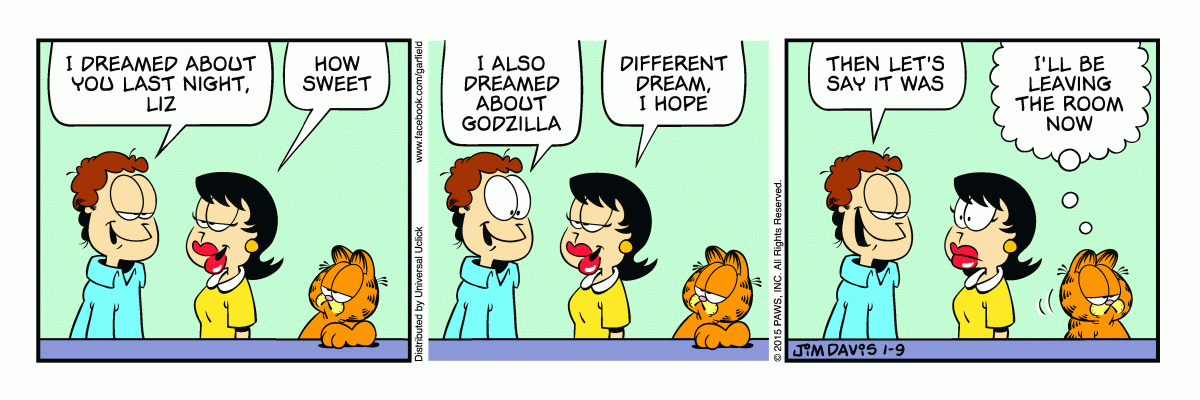 I DREAMED ABOUT
YOU LAST NIGHT,
LIZ
HOW
SWEET
www.facebook.com/garfield
Distributed by Universal Uclick
I ALSO
DREAMED
ABOUT
GODZILLA
DIFFERENT
DREAM,
I HOPE
© 2015 PAWS, INC. All Rights Reserved.
THEN LET'S
SAY IT WAS
I'LL BE
LEAVING
THE ROOM
NOW
JIM DAVIS 1-9